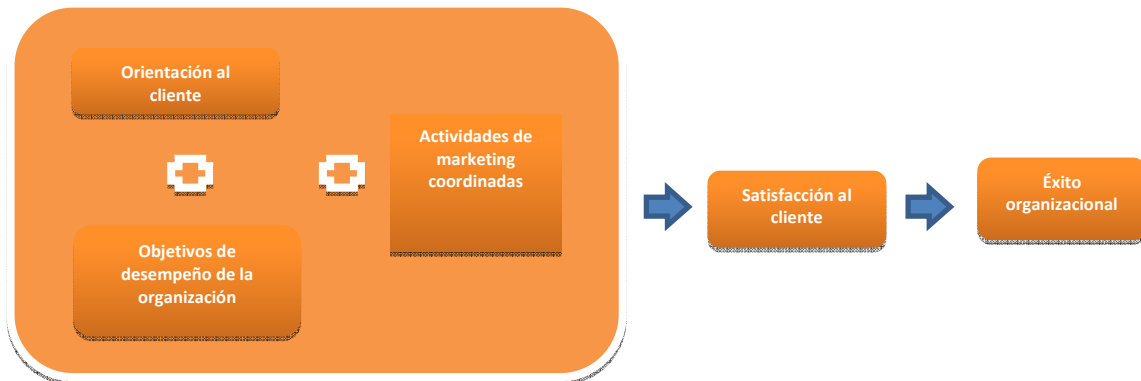 Orientación al
cliente
Actividades de
marketing
coordinadas
Objetivos de
desempeño de la
organización
Satisfacción al
cliente
Éxito
organizacional